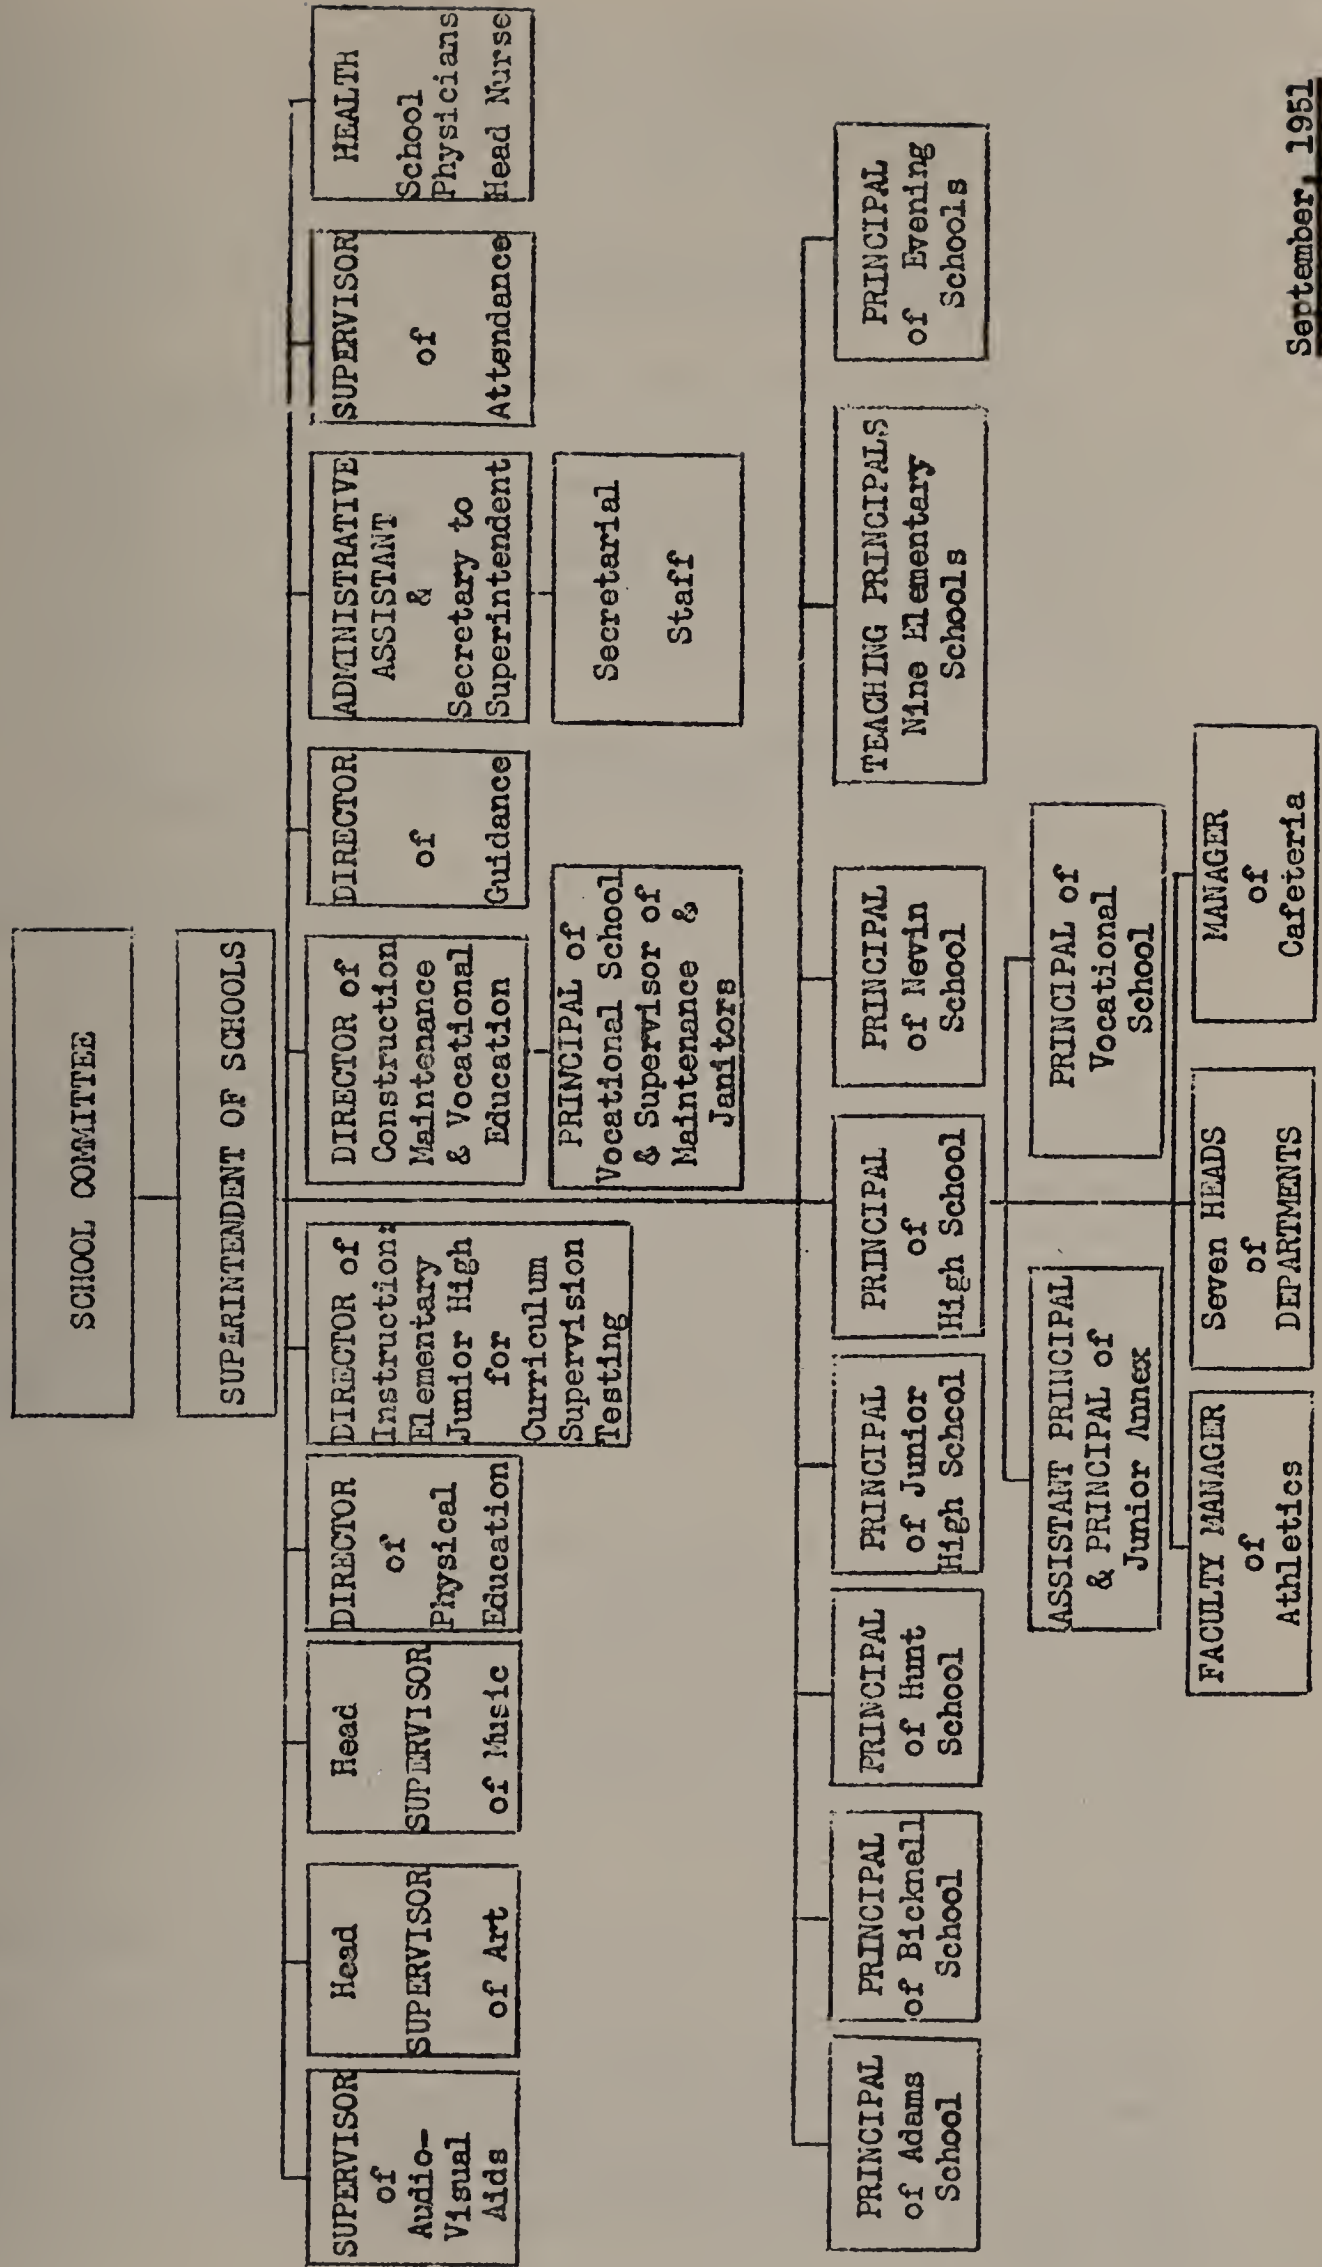 SCHOOL COMMITTEE
SUPERINTENDENT OF SCHOOLS
SUPERVISOR
of
Audio-
Visual
Aids
Head
SUPERVISOR
of Art
Head
SUPERVISOR
of Music
DIRECTOR
of
Physical
Education
DIRECTOR of
Instruction:
Elementary
Junior High
for
Curriculum
Supervision
Testing
DIRECTOR of
Construction
Maintenance
& Vocational
Education
DIRECTOR
of
Guidance
ADMINISTRATIVE
ASSISTANT
&
Secretary to
Superintendent
SUPERVISOR
of
Attendance
HEALTH
School
Physicians
Head Nurse
PRINCIPAL of
Vocational School
& Supervisor of
Maintenance &
Janitors
Secretarial
Staff
PRINCIPAL
of Adams
School
PRINCIPAL
of Bicknell
School
PRINCIPAL
of Hunt
School
PRINCIPAL
of Junior
High School
PRINCIPAL
of
High School
PRINCIPAL
of Nevin
School
TEACHING PRINCIPALS
Nine Elementary
Schools
PRINCIPAL
of Evening
Schools
ASSISTANT PRINCIPAL
& PRINCIPAL of
Junior Annex
PRINCIPAL of
Vocational
School
FACULTY MANAGER
of
Athletics
Seven HEADS
of
DEPARTMENTS
MANAGER
of
Cafeteria
September, 1951